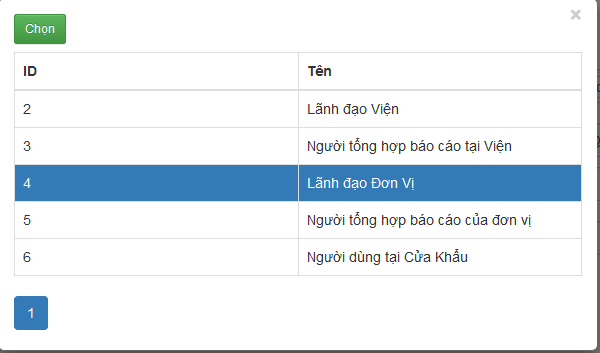 ×
Chọn
ID Tên
2 Lãnh đạo Viện
3 Người tổng hợp báo cáo tại Viện
4 Lãnh đạo Đơn Vị
5 Người tổng hợp báo cáo của đơn vị
6 Người dùng tại Cửa Khẩu
1